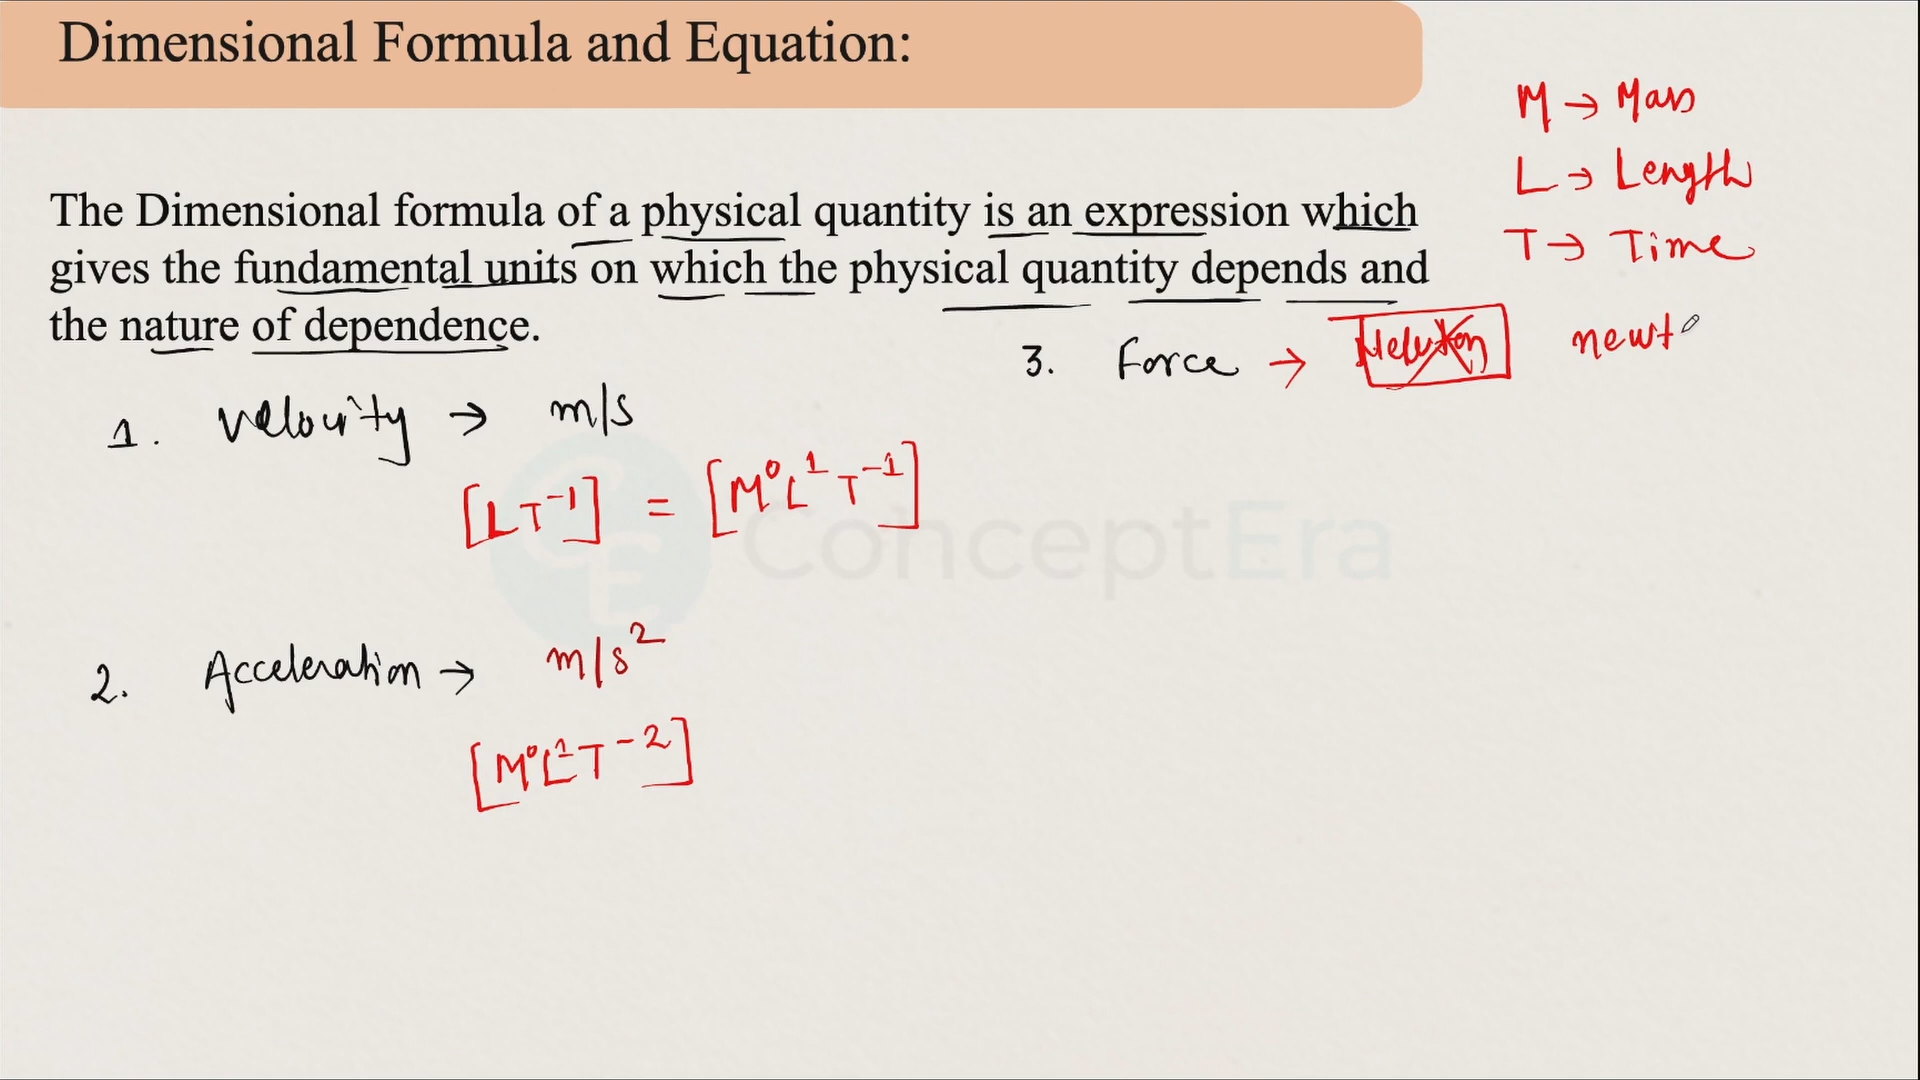 Dimensional Formula and Equation:
M → Mass
L → Length
T → Time
The Dimensional formula of a physical quantity is an expression which
gives the fundamental units on which the physical quantity depends and
the nature of dependence.
3. Force → Newton newt
1. Velocity → m/s
[LT⁻¹] = [M⁰L¹T⁻¹]
ConceptEra
2. Acceleration → m/s²
[M⁰L¹T⁻²]